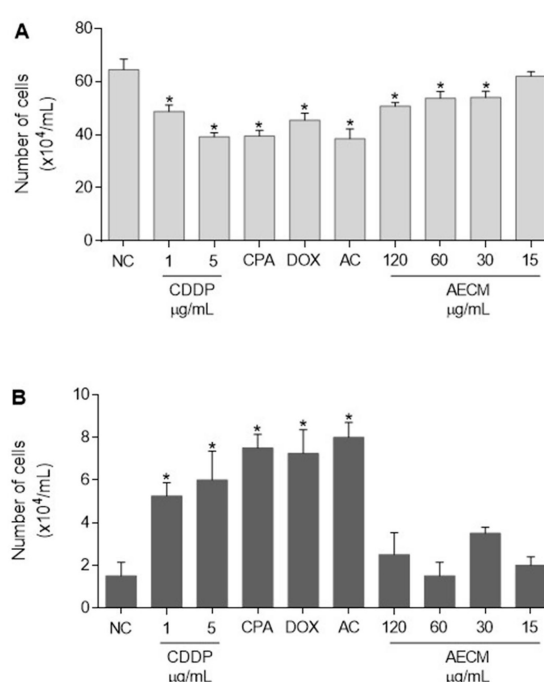 A
Number of cells
(x10⁴/mL)
80
60
40
20
0
* * * * * * * *
NC 1 5 CPA DOX AC 120 60 30 15
CDDP AECM
µg/mL µg/mL
B
Number of cells
(x10⁴/mL)
10
8
6
4
2
0
* * * * *
NC 1 5 CPA DOX AC 120 60 30 15
CDDP AECM
µg/mL µg/mL